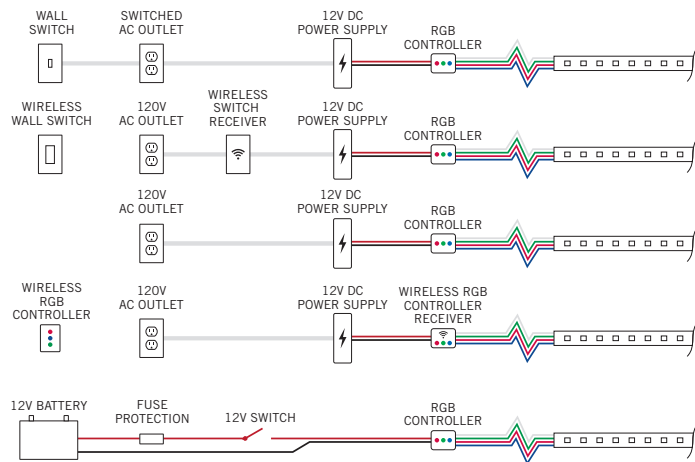 WALL
SWITCH
SWITCHED
AC OUTLET
12V DC
POWER SUPPLY
RGB
CONTROLLER
WIRELESS
WALL SWITCH
120V
AC OUTLET
WIRELESS
SWITCH
RECEIVER
12V DC
POWER SUPPLY
RGB
CONTROLLER
120V
AC OUTLET
12V DC
POWER SUPPLY
RGB
CONTROLLER
WIRELESS
RGB
CONTROLLER
120V
AC OUTLET
12V DC
POWER SUPPLY
WIRELESS RGB
CONTROLLER
RECEIVER
12V BATTERY
FUSE
PROTECTION
12V SWITCH
RGB
CONTROLLER